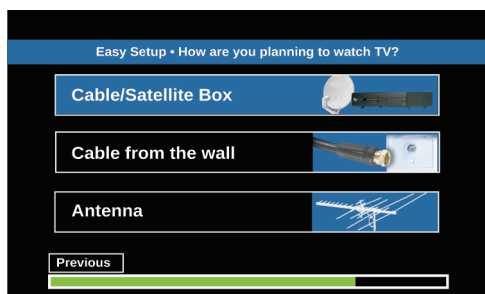 Easy Setup • How are you planning to watch TV?
Cable/Satellite Box
Cable from the wall
Antenna
Previous